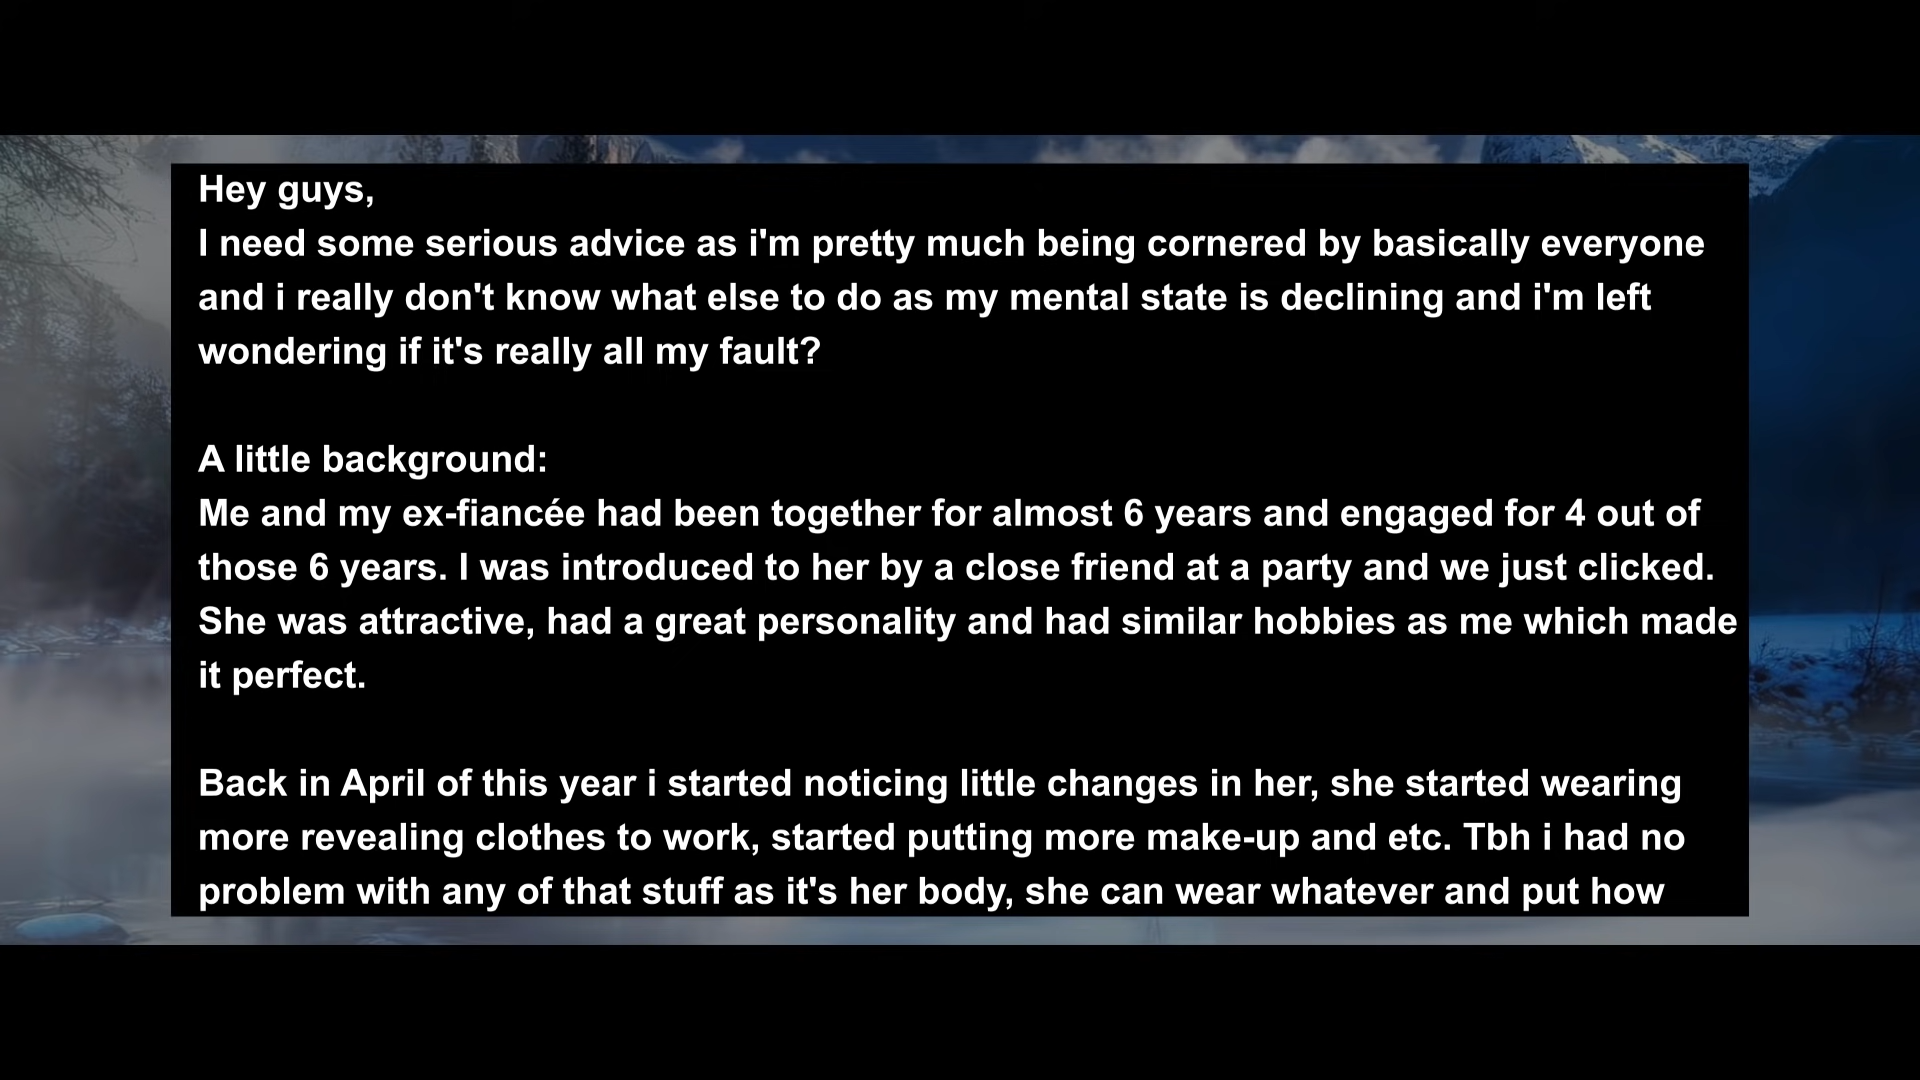 Hey guys,
I need some serious advice as i'm pretty much being cornered by basically everyone
and i really don't know what else to do as my mental state is declining and i'm left
wondering if it's really all my fault?
A little background:
Me and my ex-fiancée had been together for almost 6 years and engaged for 4 out of
those 6 years. I was introduced to her by a close friend at a party and we just clicked.
She was attractive, had a great personality and had similar hobbies as me which made
it perfect.
Back in April of this year i started noticing little changes in her, she started wearing
more revealing clothes to work, started putting more make-up and etc. Tbh i had no
problem with any of that stuff as it's her body, she can wear whatever and put how